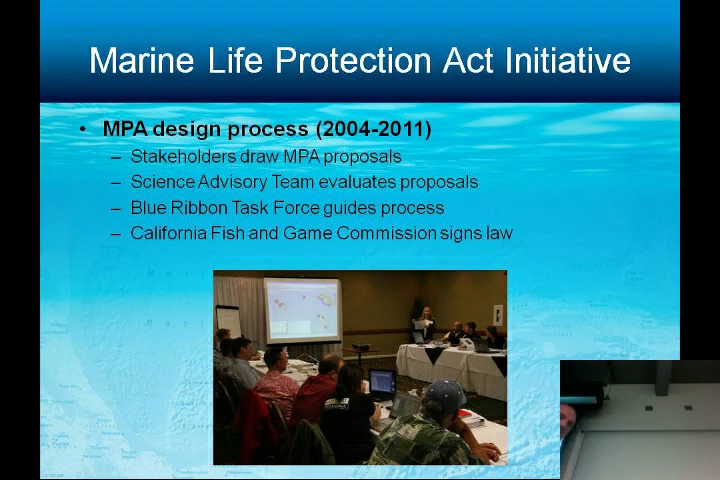 Marine Life Protection Act Initiative
• MPA design process (2004-2011)
– Stakeholders draw MPA proposals
– Science Advisory Team evaluates proposals
– Blue Ribbon Task Force guides process
– California Fish and Game Commission signs law